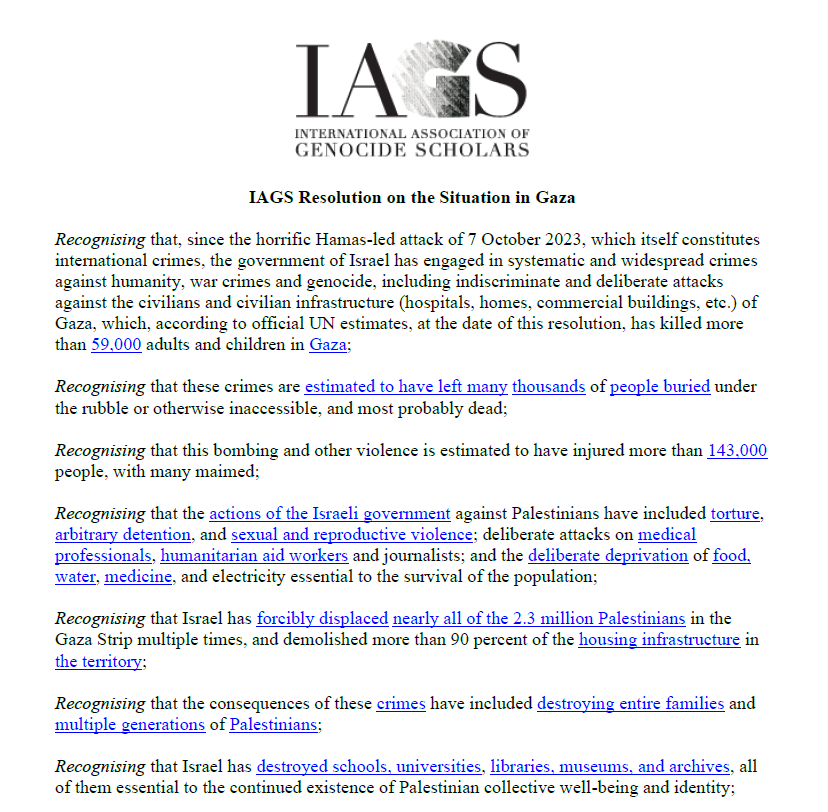 IAGS
INTERNATIONAL ASSOCIATION OF
GENOCIDE SCHOLARS
IAGS Resolution on the Situation in Gaza
Recognising that, since the horrific Hamas-led attack of 7 October 2023, which itself constitutes
international crimes, the government of Israel has engaged in systematic and widespread crimes
against humanity, war crimes and genocide, including indiscriminate and deliberate attacks
against the civilians and civilian infrastructure (hospitals, homes, commercial buildings, etc.) of
Gaza, which, according to official UN estimates, at the date of this resolution, has killed more
than 59,000 adults and children in Gaza;
Recognising that these crimes are estimated to have left many thousands of people buried under
the rubble or otherwise inaccessible, and most probably dead;
Recognising that this bombing and other violence is estimated to have injured more than 143,000
people, with many maimed;
Recognising that the actions of the Israeli government against Palestinians have included torture,
arbitrary detention, and sexual and reproductive violence; deliberate attacks on medical
professionals, humanitarian aid workers and journalists; and the deliberate deprivation of food,
water, medicine, and electricity essential to the survival of the population;
Recognising that Israel has forcibly displaced nearly all of the 2.3 million Palestinians in the
Gaza Strip multiple times, and demolished more than 90 percent of the housing infrastructure in
the territory;
Recognising that the consequences of these crimes have included destroying entire families and
multiple generations of Palestinians;
Recognising that Israel has destroyed schools, universities, libraries, museums, and archives, all
of them essential to the continued existence of Palestinian collective well-being and identity;